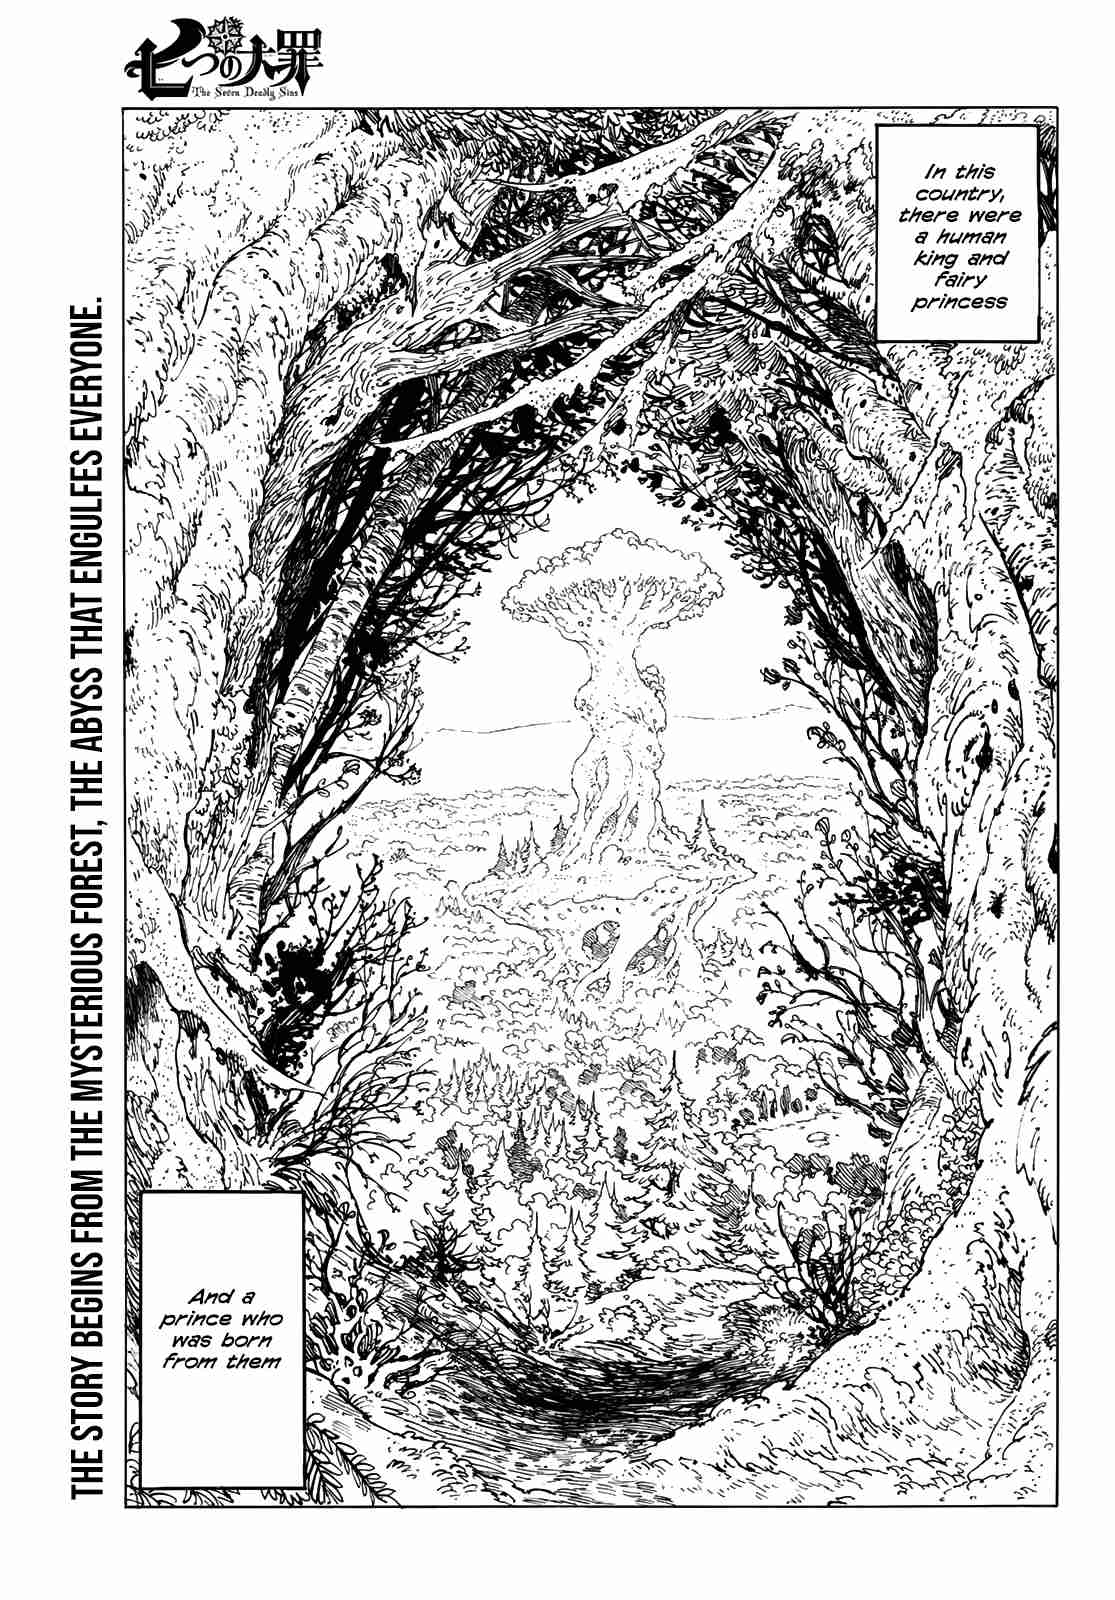 七つの大罪
The Seven Deadly Sins
In this
country,
there were
a human
king and
fairy
princess
THE STORY BEGINS FROM THE MYSTERIOUS FOREST, THE ABYSS THAT ENGULFES EVERYONE.
And a
prince who
was born
from them